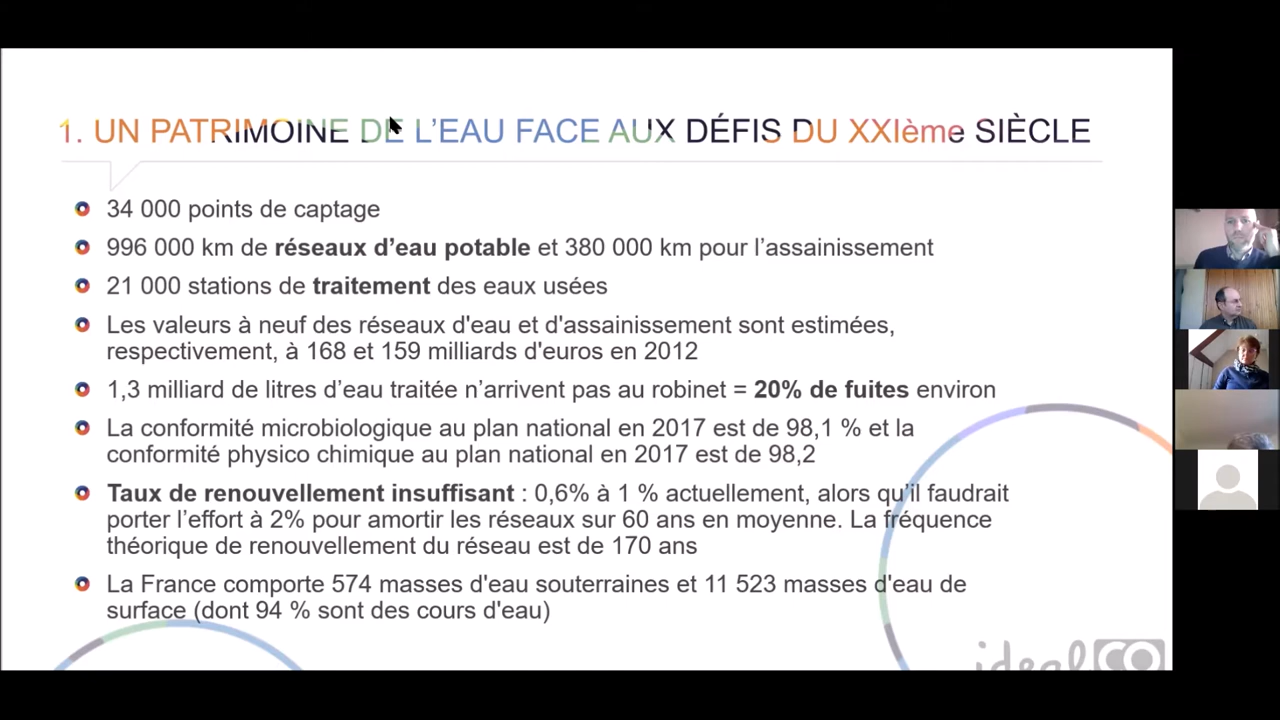 1. UN PATRIMOINE DE L’EAU FACE AUX DÉFIS DU XXIème SIÈCLE
34 000 points de captage
996 000 km de réseaux d’eau potable et 380 000 km pour l’assainissement
21 000 stations de traitement des eaux usées
Les valeurs à neuf des réseaux d'eau et d'assainissement sont estimées,
respectivement, à 168 et 159 milliards d'euros en 2012
1,3 milliard de litres d’eau traitée n’arrivent pas au robinet = 20% de fuites environ
La conformité microbiologique au plan national en 2017 est de 98,1 % et la
conformité physico chimique au plan national en 2017 est de 98,2
Taux de renouvellement insuffisant : 0,6% à 1 % actuellement, alors qu’il faudrait
porter l’effort à 2% pour amortir les réseaux sur 60 ans en moyenne. La fréquence
théorique de renouvellement du réseau est de 170 ans
La France comporte 574 masses d'eau souterraines et 11 523 masses d'eau de
surface (dont 94 % sont des cours d'eau)
idealCO